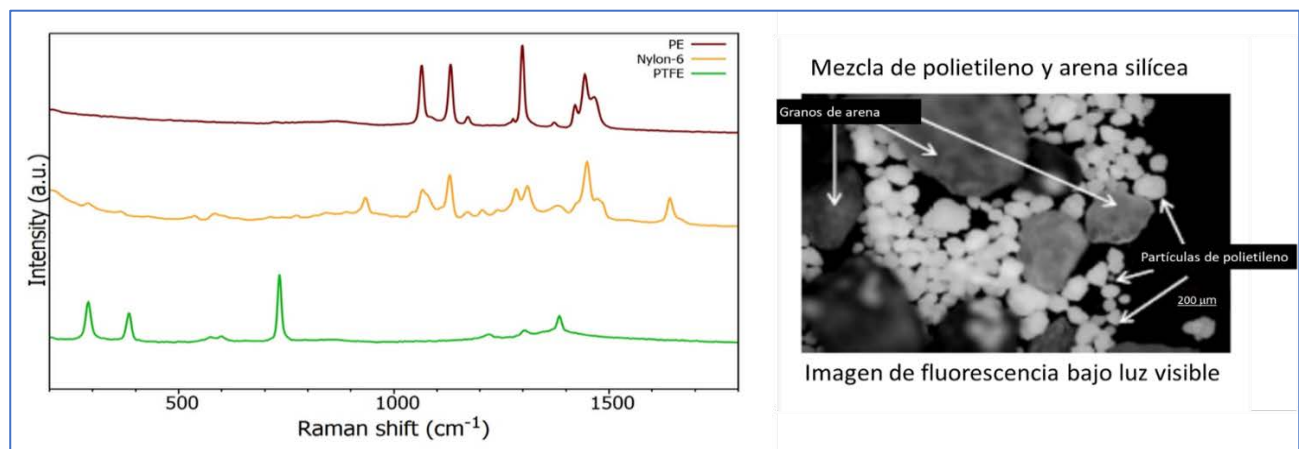 PE
Nylon-6
PTFE
Intensity (a.u.)
500
1000
1500
Raman shift (cm⁻¹)
Mezcla de polietileno y arena silícea
Granos de arena
Partículas de polietileno
200 µm
Imagen de fluorescencia bajo luz visible